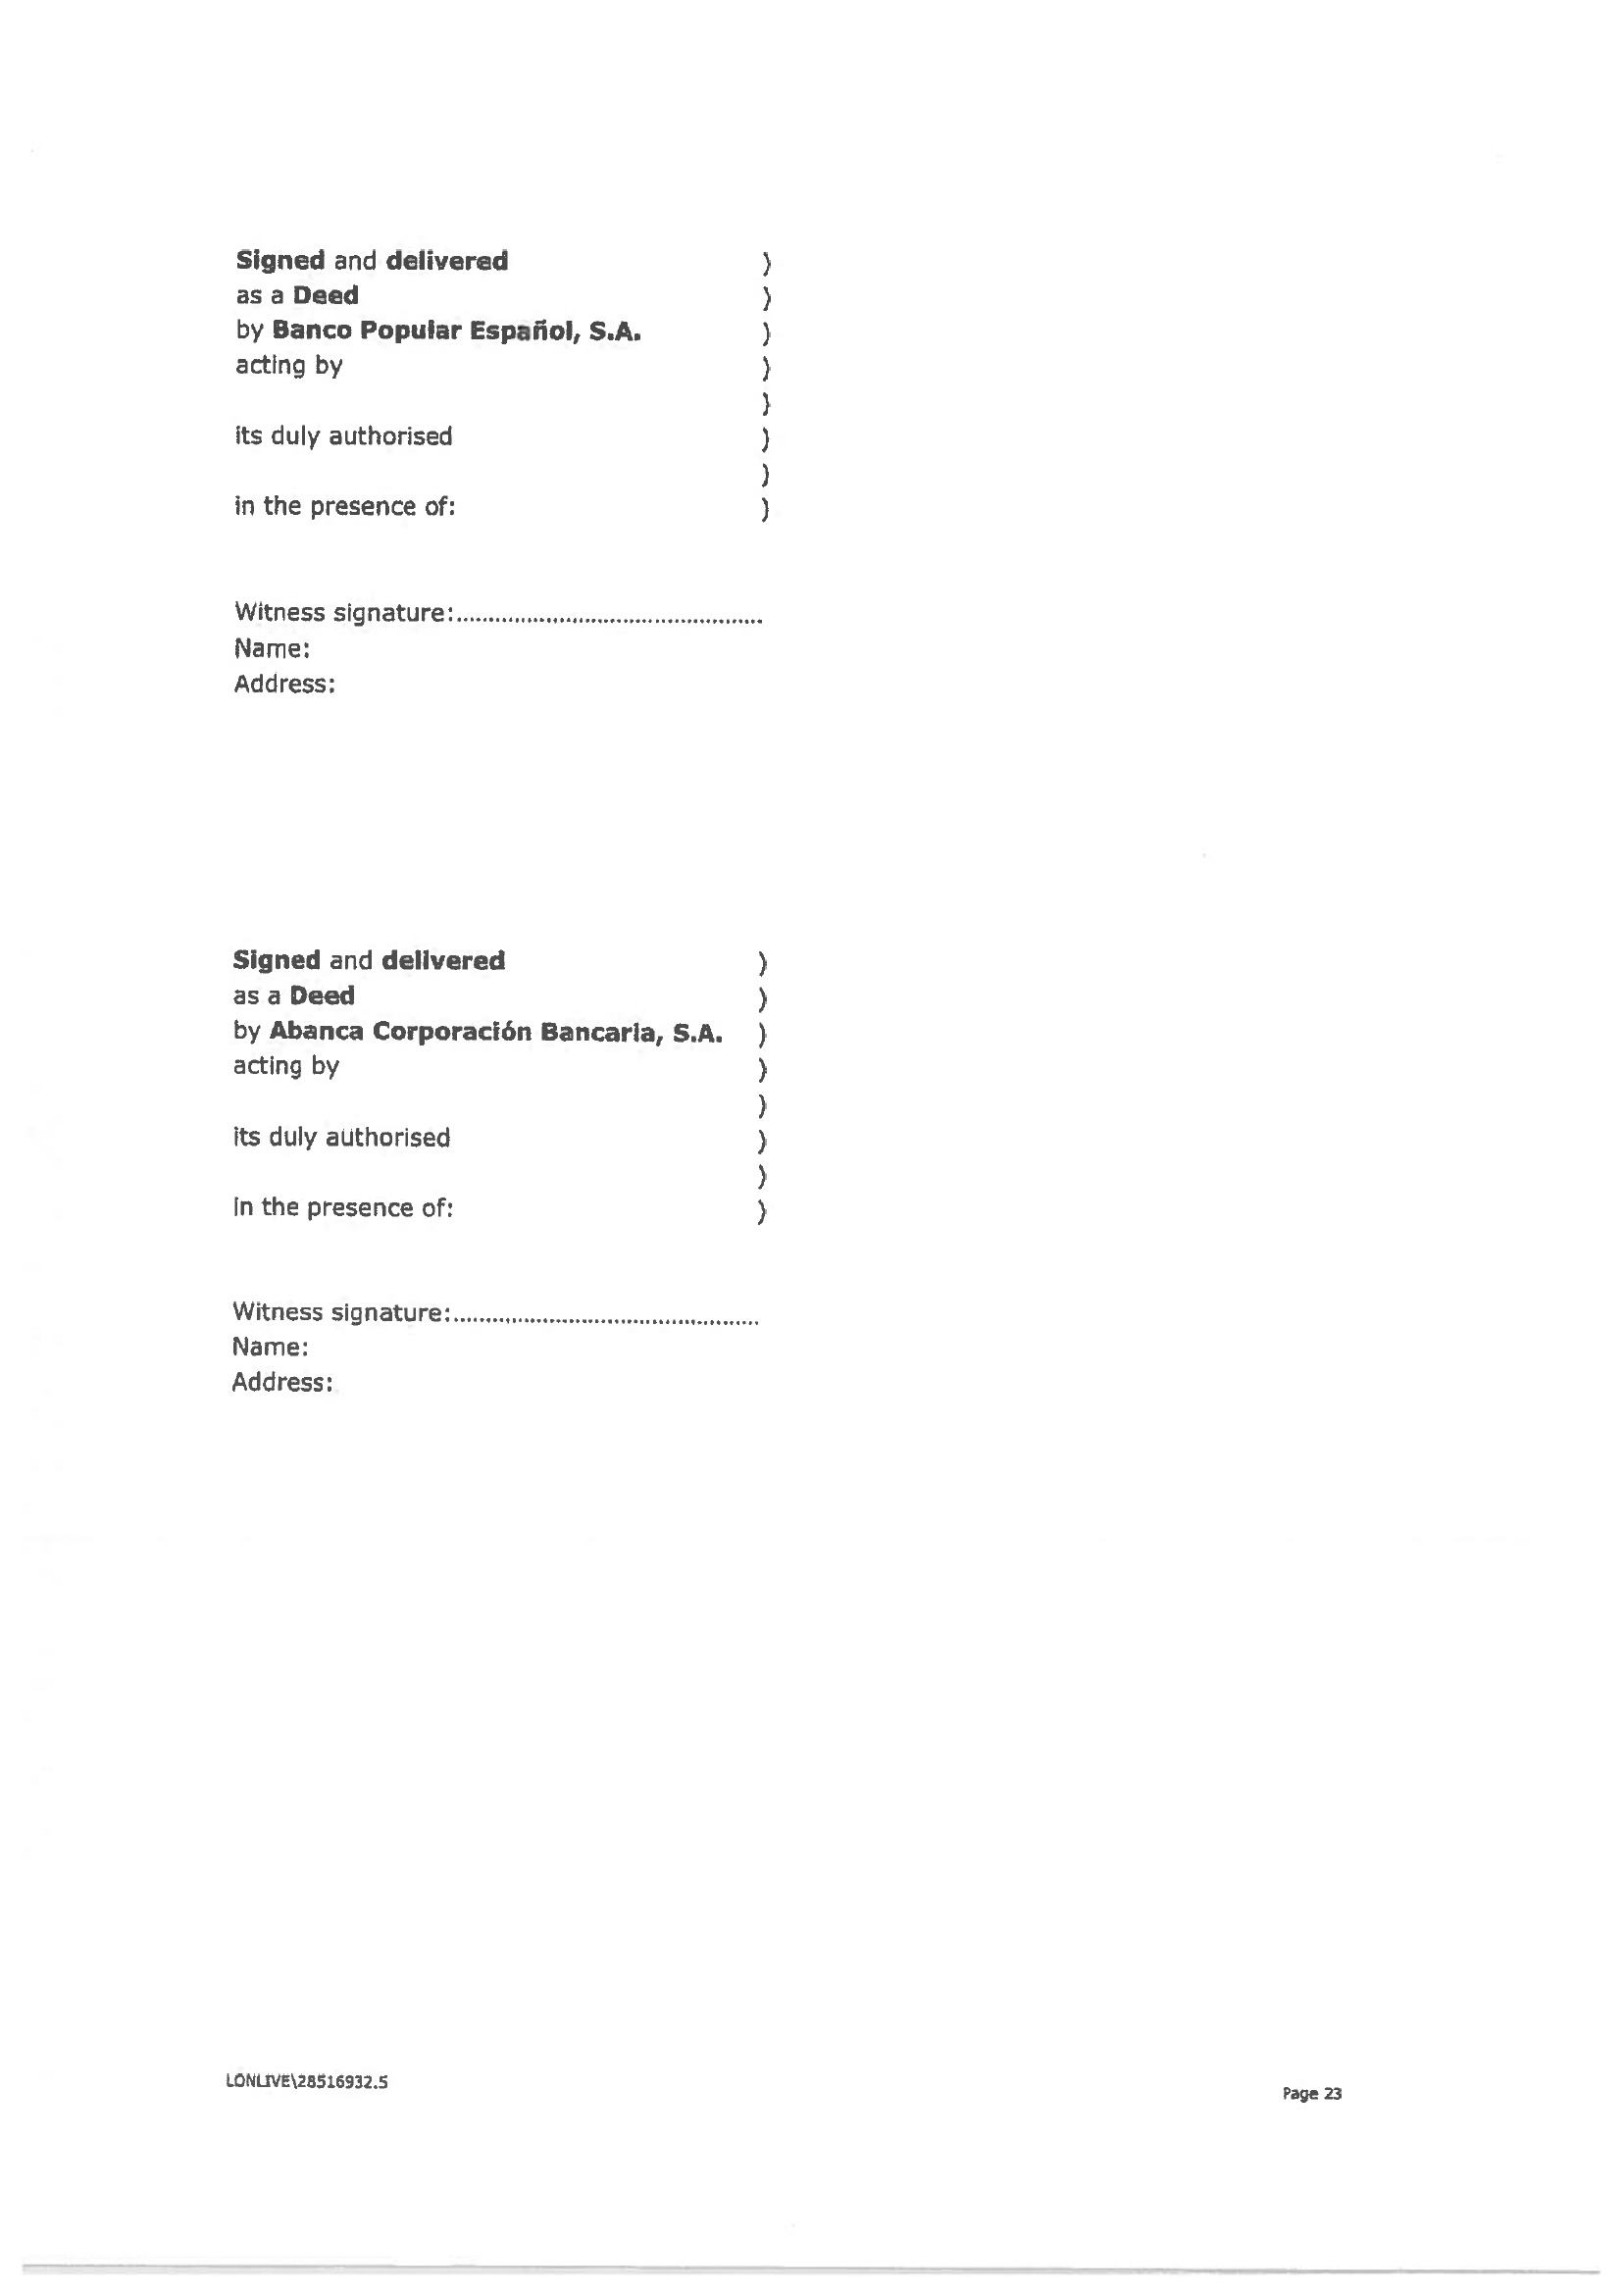 Signed and delivered )
as a Deed )
by Banco Popular Español, S.A. )
acting by )
)
its duly authorised )
)
in the presence of: )
Witness signature:................................................
Name:
Address:
Signed and delivered )
as a Deed )
by Abanca Corporación Bancaria, S.A. )
acting by )
)
its duly authorised )
)
in the presence of: )
Witness signature:................................................
Name:
Address:
LONLIVE\28516932.5
Page 23